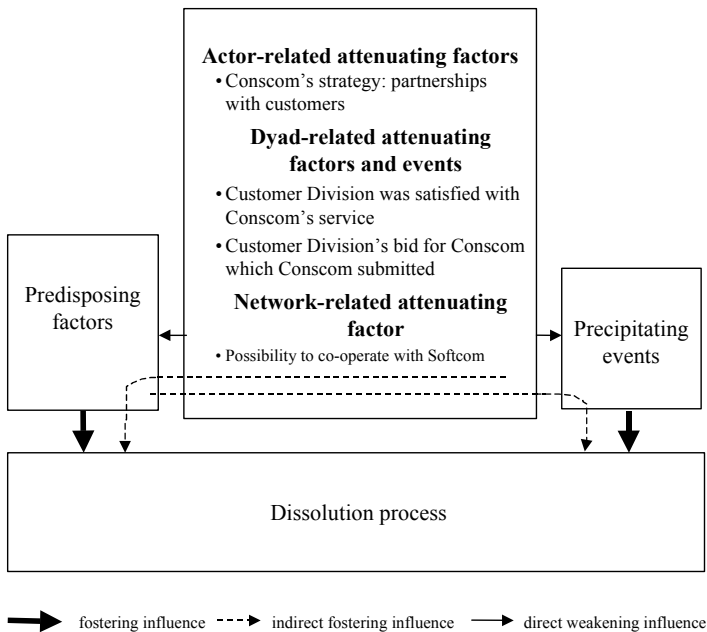 Actor-related attenuating factors
• Conscom's strategy: partnerships
with customers
Dyad-related attenuating
factors and events
• Customer Division was satisfied with
Conscom's service
• Customer Division's bid for Conscom
which Conscom submitted
Network-related attenuating
factor
• Possibility to co-operate with Softcom
Predisposing
factors
Precipitating
events
Dissolution process
fostering influence
indirect fostering influence
direct weakening influence